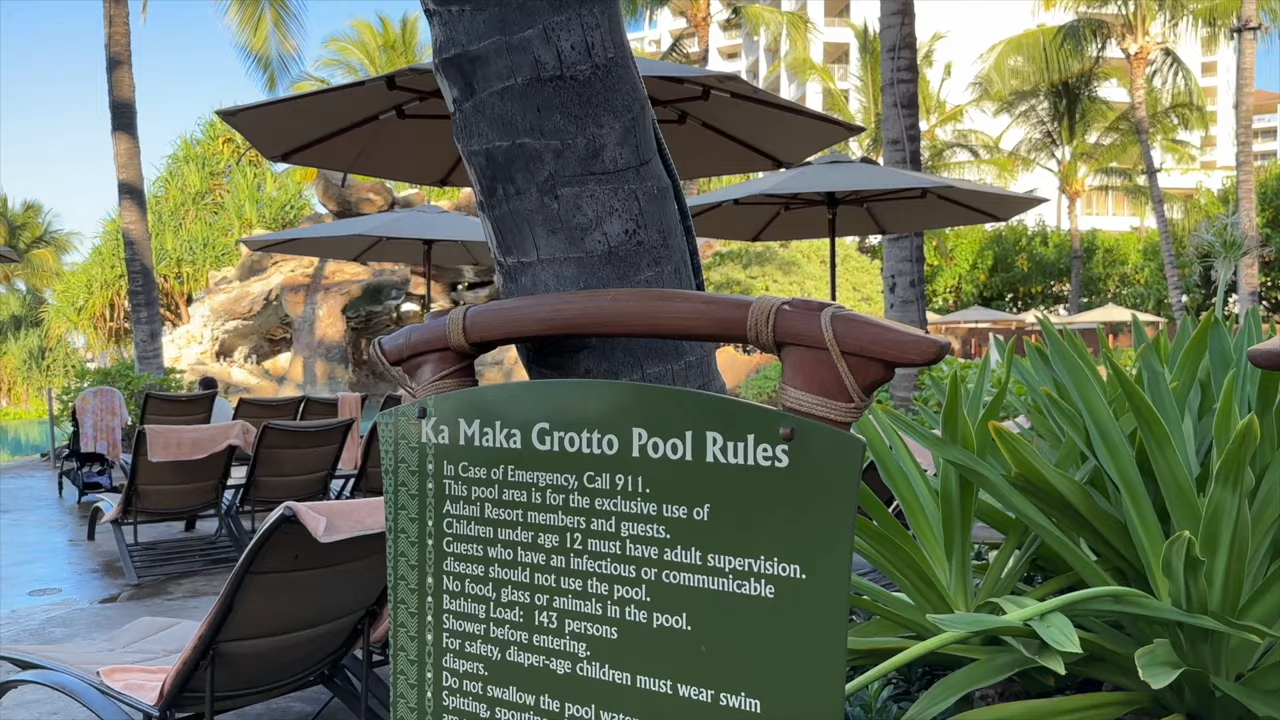 Ka Maka Grotto Pool Rules
In Case of Emergency, Call 911.
This pool area is for the exclusive use of
Aulani Resort members and guests.
Children under age 12 must have adult supervision.
Guests who have an infectious or communicable
disease should not use the pool.
No food, glass or animals in the pool.
Bathing Load: 143 persons
Shower before entering.
For safety, diaper-age children must wear swim
diapers.
Do not swallow the pool water
Spitting, spouting